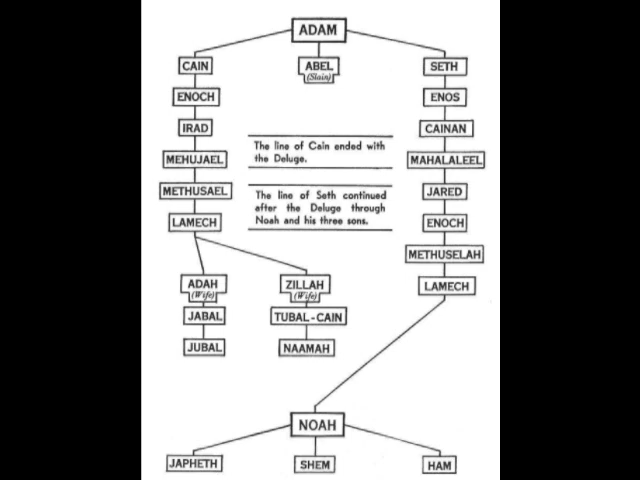 ADAM
CAIN
ABEL
(Slain)
SETH
ENOCH
ENOS
IRAD
CAINAN
The line of Cain ended with
the Deluge.
MEHUJAEL
MAHALALEEL
METHUSAEL
JARED
The line of Seth continued
after the Deluge through
Noah and his three sons.
LAMECH
ENOCH
METHUSELAH
ADAH
(Wife)
ZILLAH
(Wife)
LAMECH
JABAL
TUBAL-CAIN
JUBAL
NAAMAH
NOAH
JAPHETH
SHEM
HAM